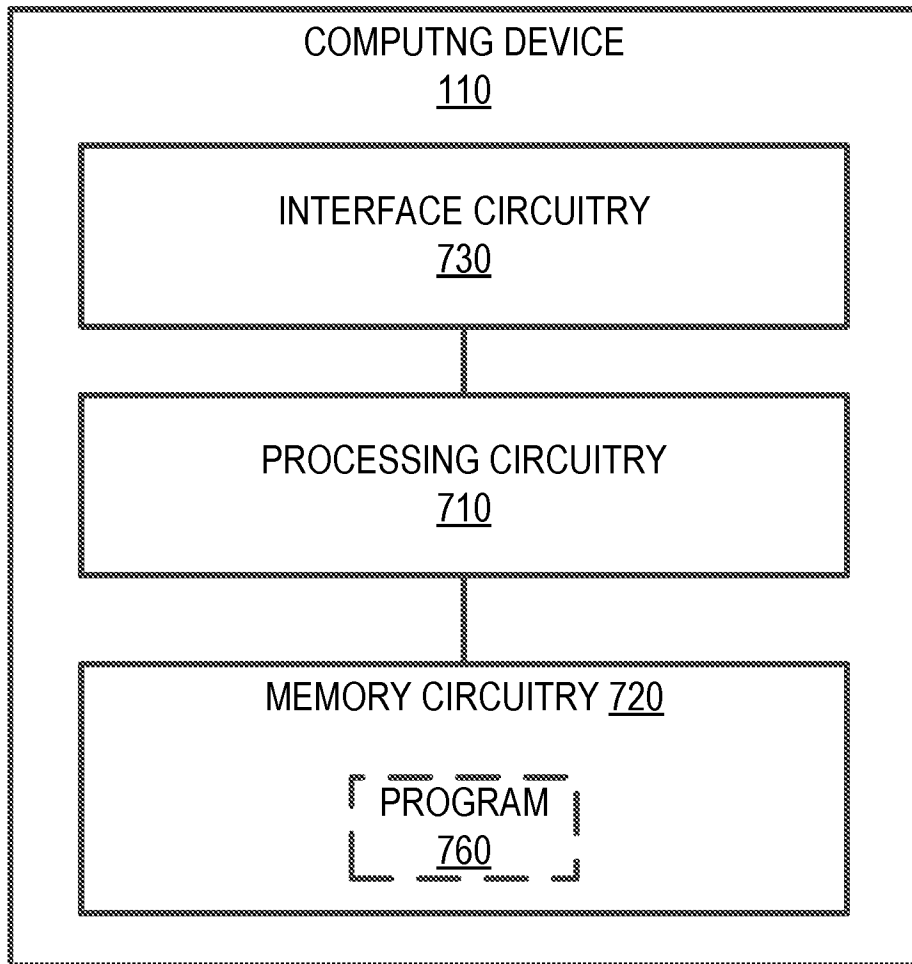 COMPUTNG DEVICE
110
INTERFACE CIRCUITRY
730
PROCESSING CIRCUITRY
710
MEMORY CIRCUITRY 720
PROGRAM
760